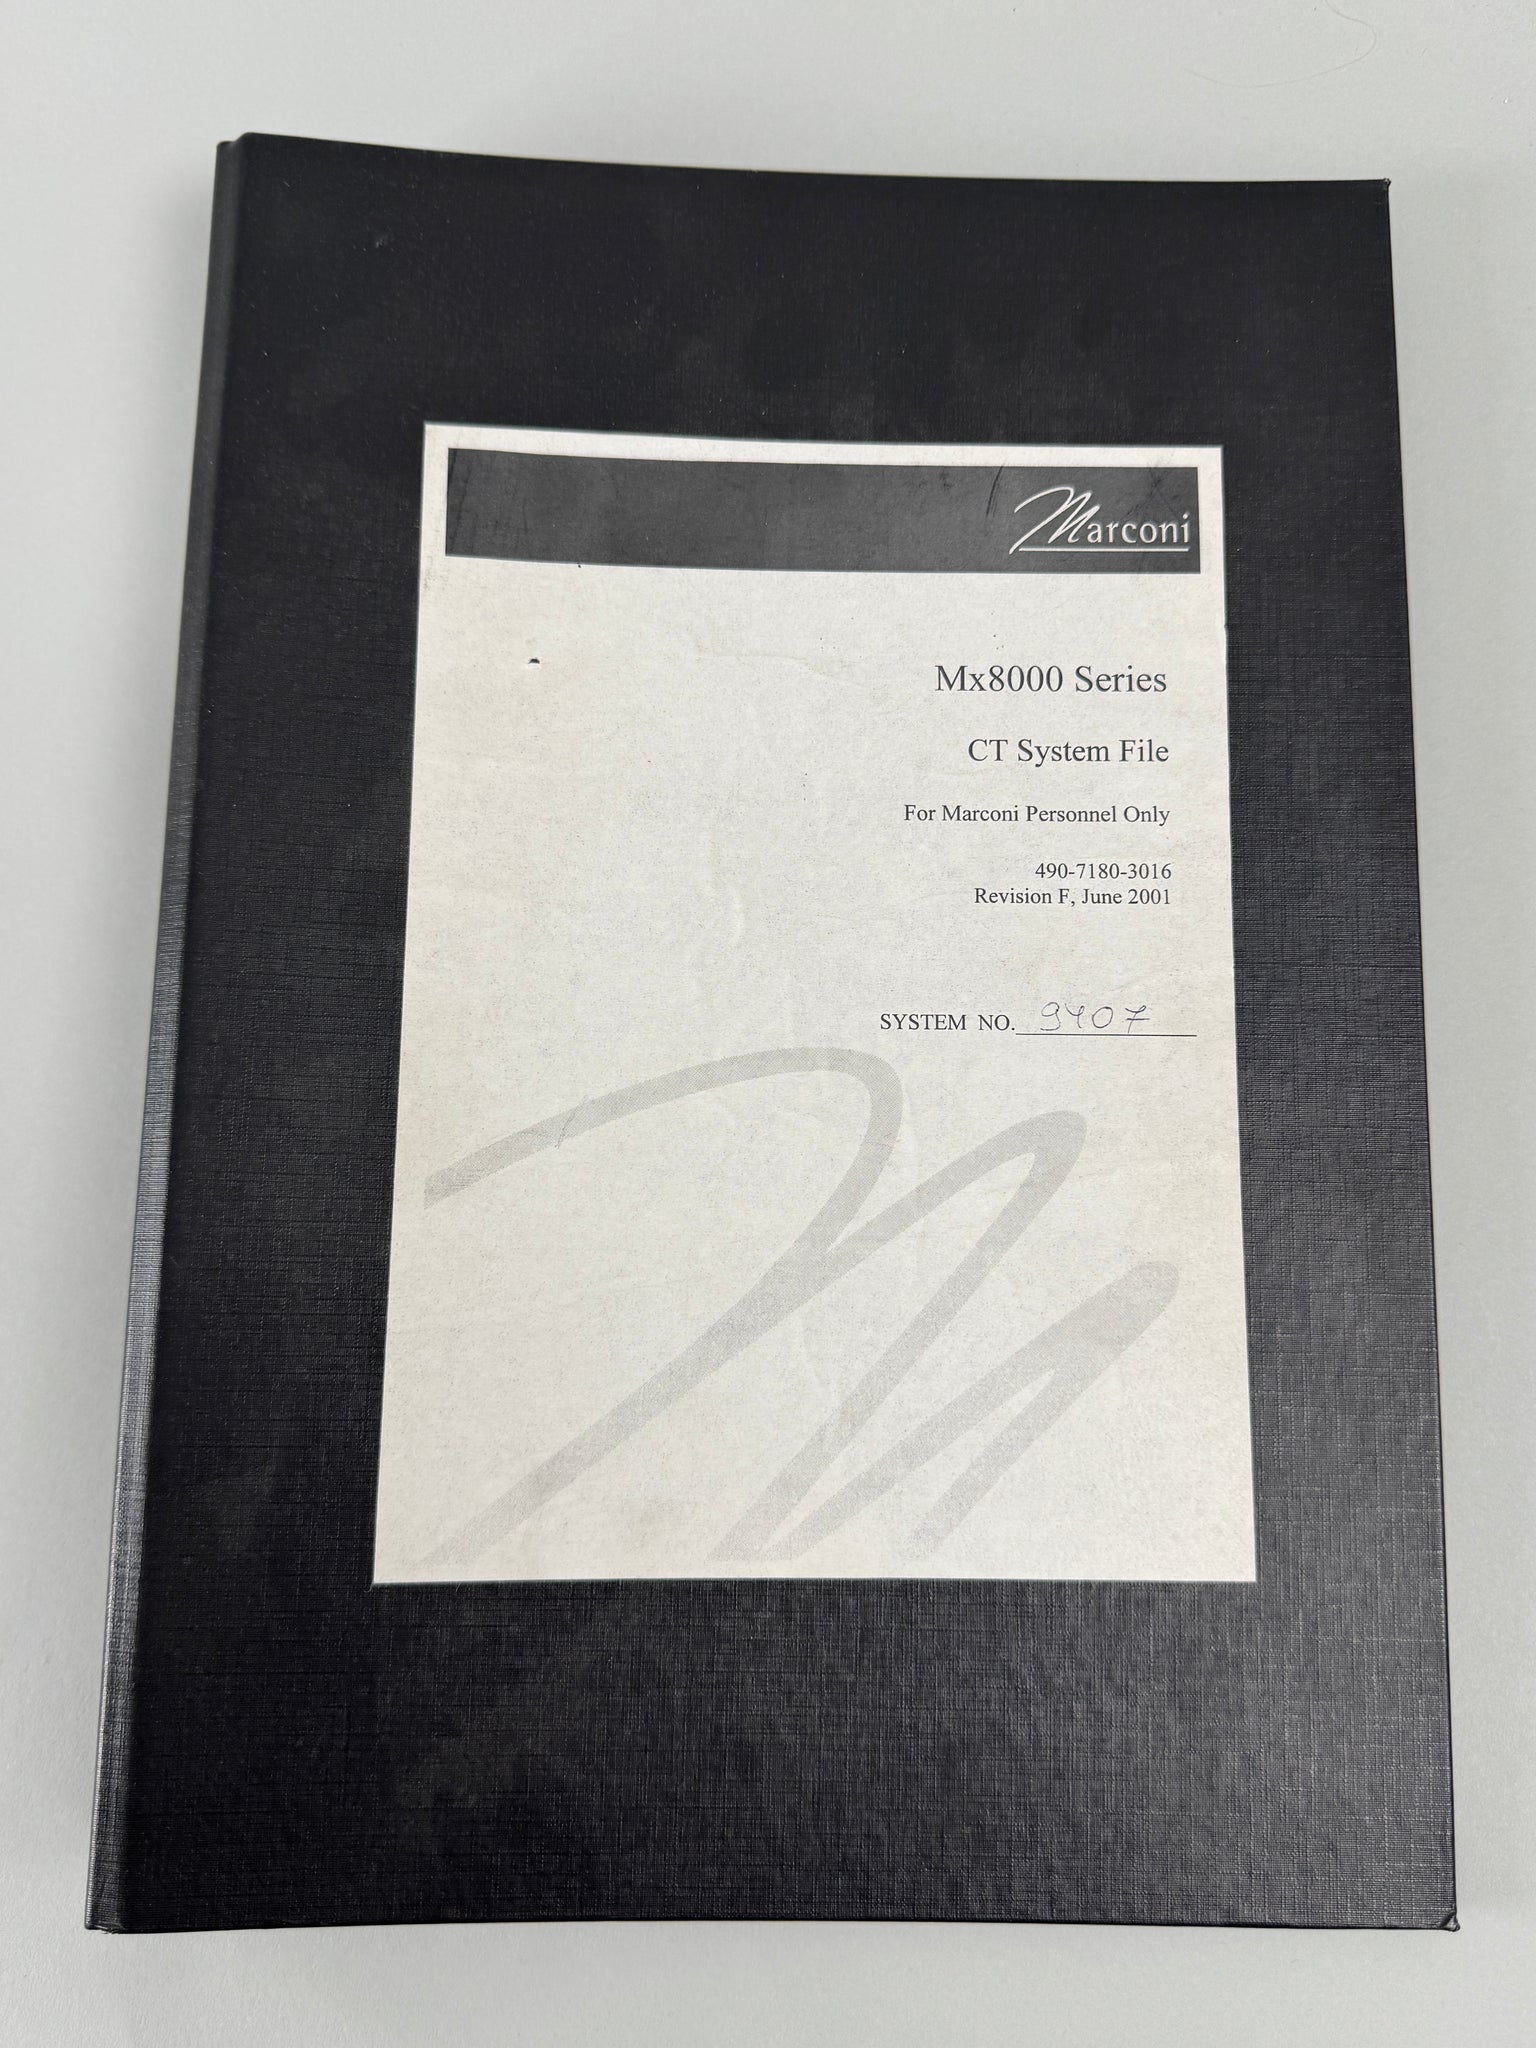 Marconi
Mx8000 Series
CT System File
For Marconi Personnel Only
490-7180-3016
Revision F, June 2001
SYSTEM NO. 9407